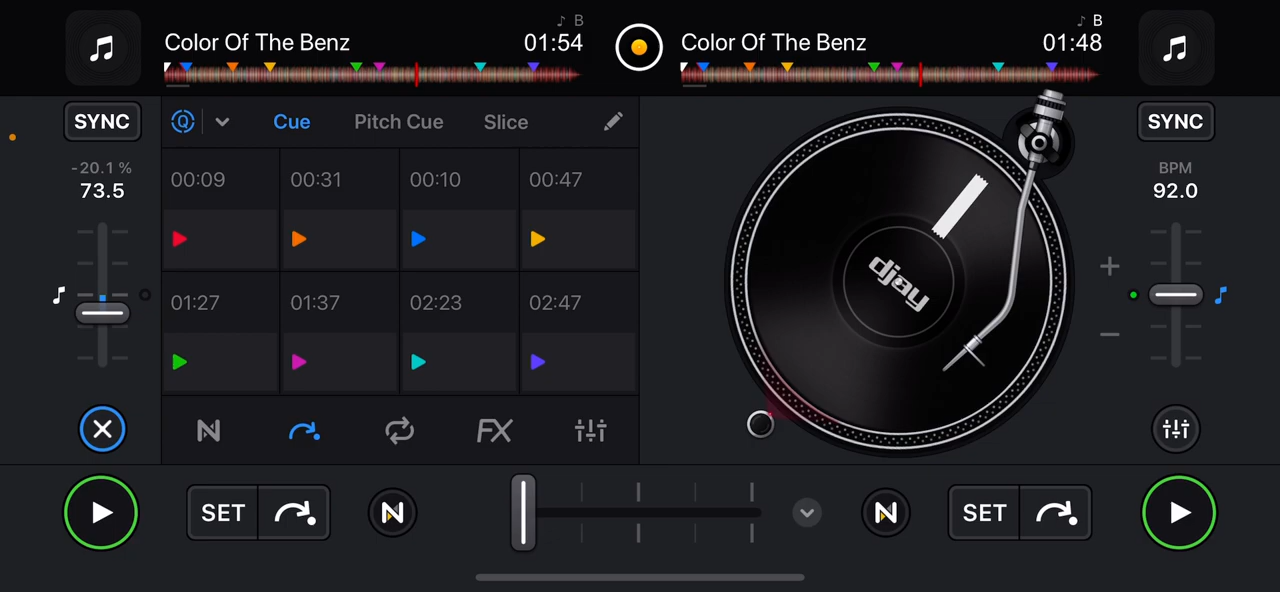 B
Color Of The Benz 01:54
B
Color Of The Benz 01:48
SYNC
-20.1 %
73.5
Cue Pitch Cue Slice
00:09 00:31 00:10 00:47
01:27 01:37 02:23 02:47
FX
SET
djay
SYNC
BPM
92.0
SET